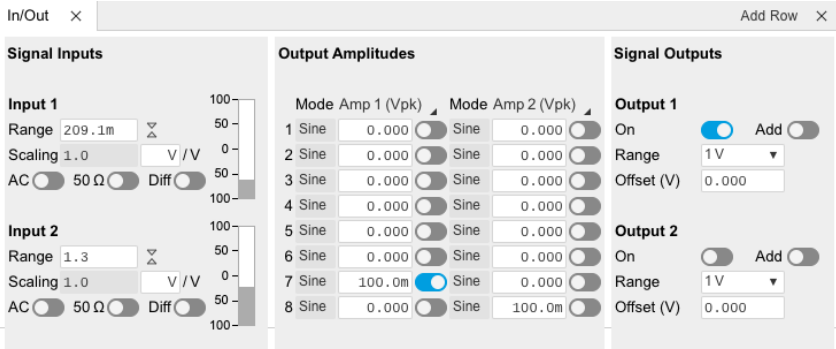 In/Out × Add Row ×
Signal Inputs
Input 1
Range 209.1m
Scaling 1.0 V /V
AC 50 Ω Diff
100
50
0
50
100
Input 2
Range 1.3
Scaling 1.0 V /V
AC 50 Ω Diff
100
50
0
50
100
Output Amplitudes
Mode Amp 1 (Vpk) Mode Amp 2 (Vpk)
1 Sine 0.000 Sine 0.000
2 Sine 0.000 Sine 0.000
3 Sine 0.000 Sine 0.000
4 Sine 0.000 Sine 0.000
5 Sine 0.000 Sine 0.000
6 Sine 0.000 Sine 0.000
7 Sine 100.0m Sine 0.000
8 Sine 0.000 Sine 100.0m
Signal Outputs
Output 1
On Add
Range 1 V
Offset (V) 0.000
Output 2
On Add
Range 1 V
Offset (V) 0.000